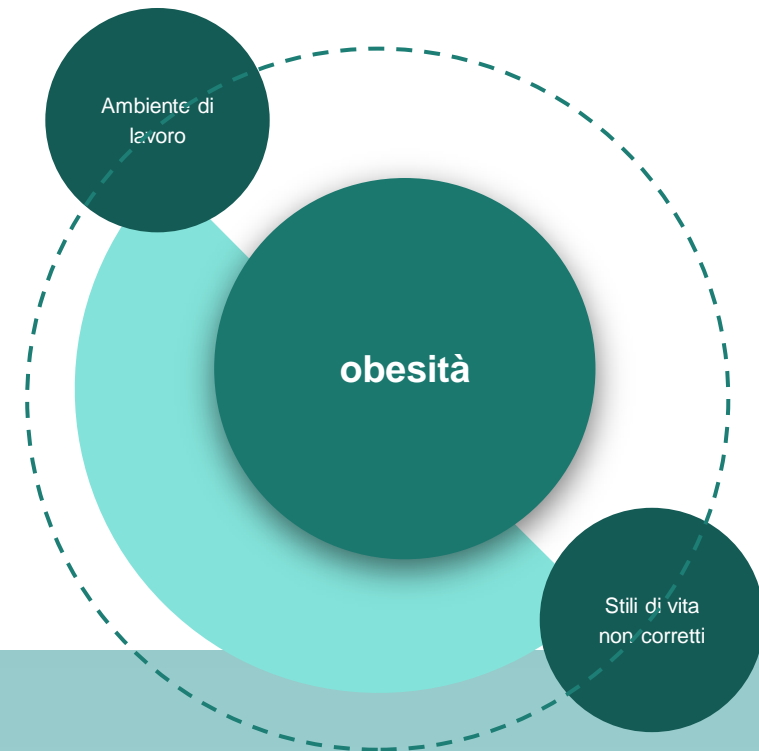 Ambiente di
lavoro
obesità
Stili di vita
non corretti